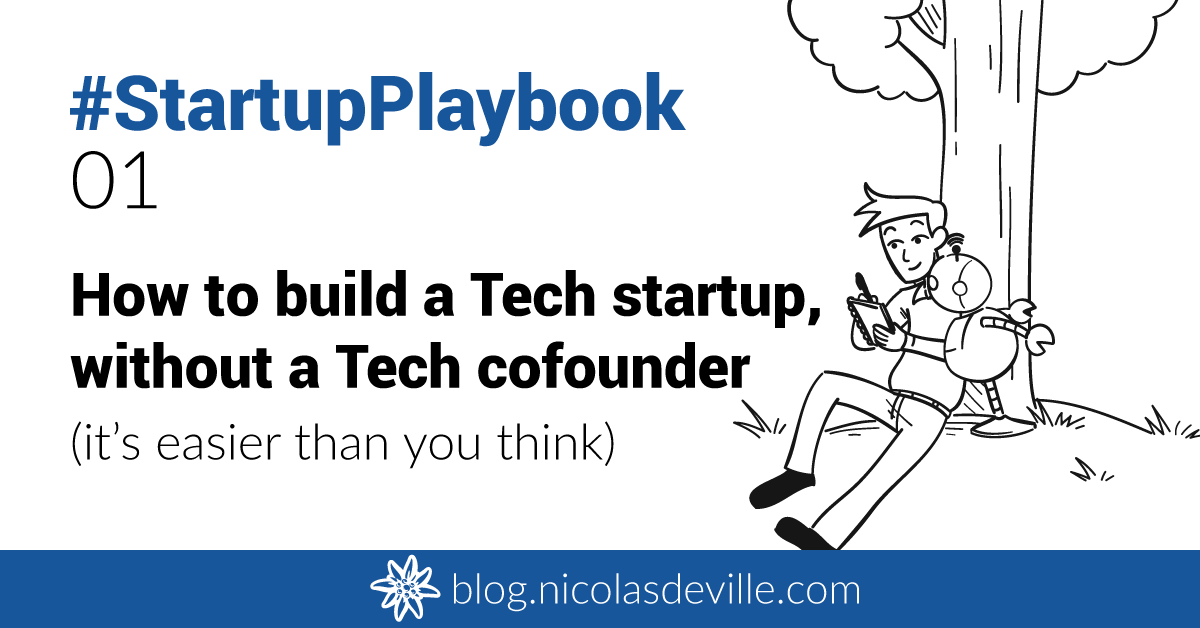 #StartupPlaybook
01
How to build a Tech startup,
without a Tech cofounder
(it’s easier than you think)
blog.nicolasdeville.com